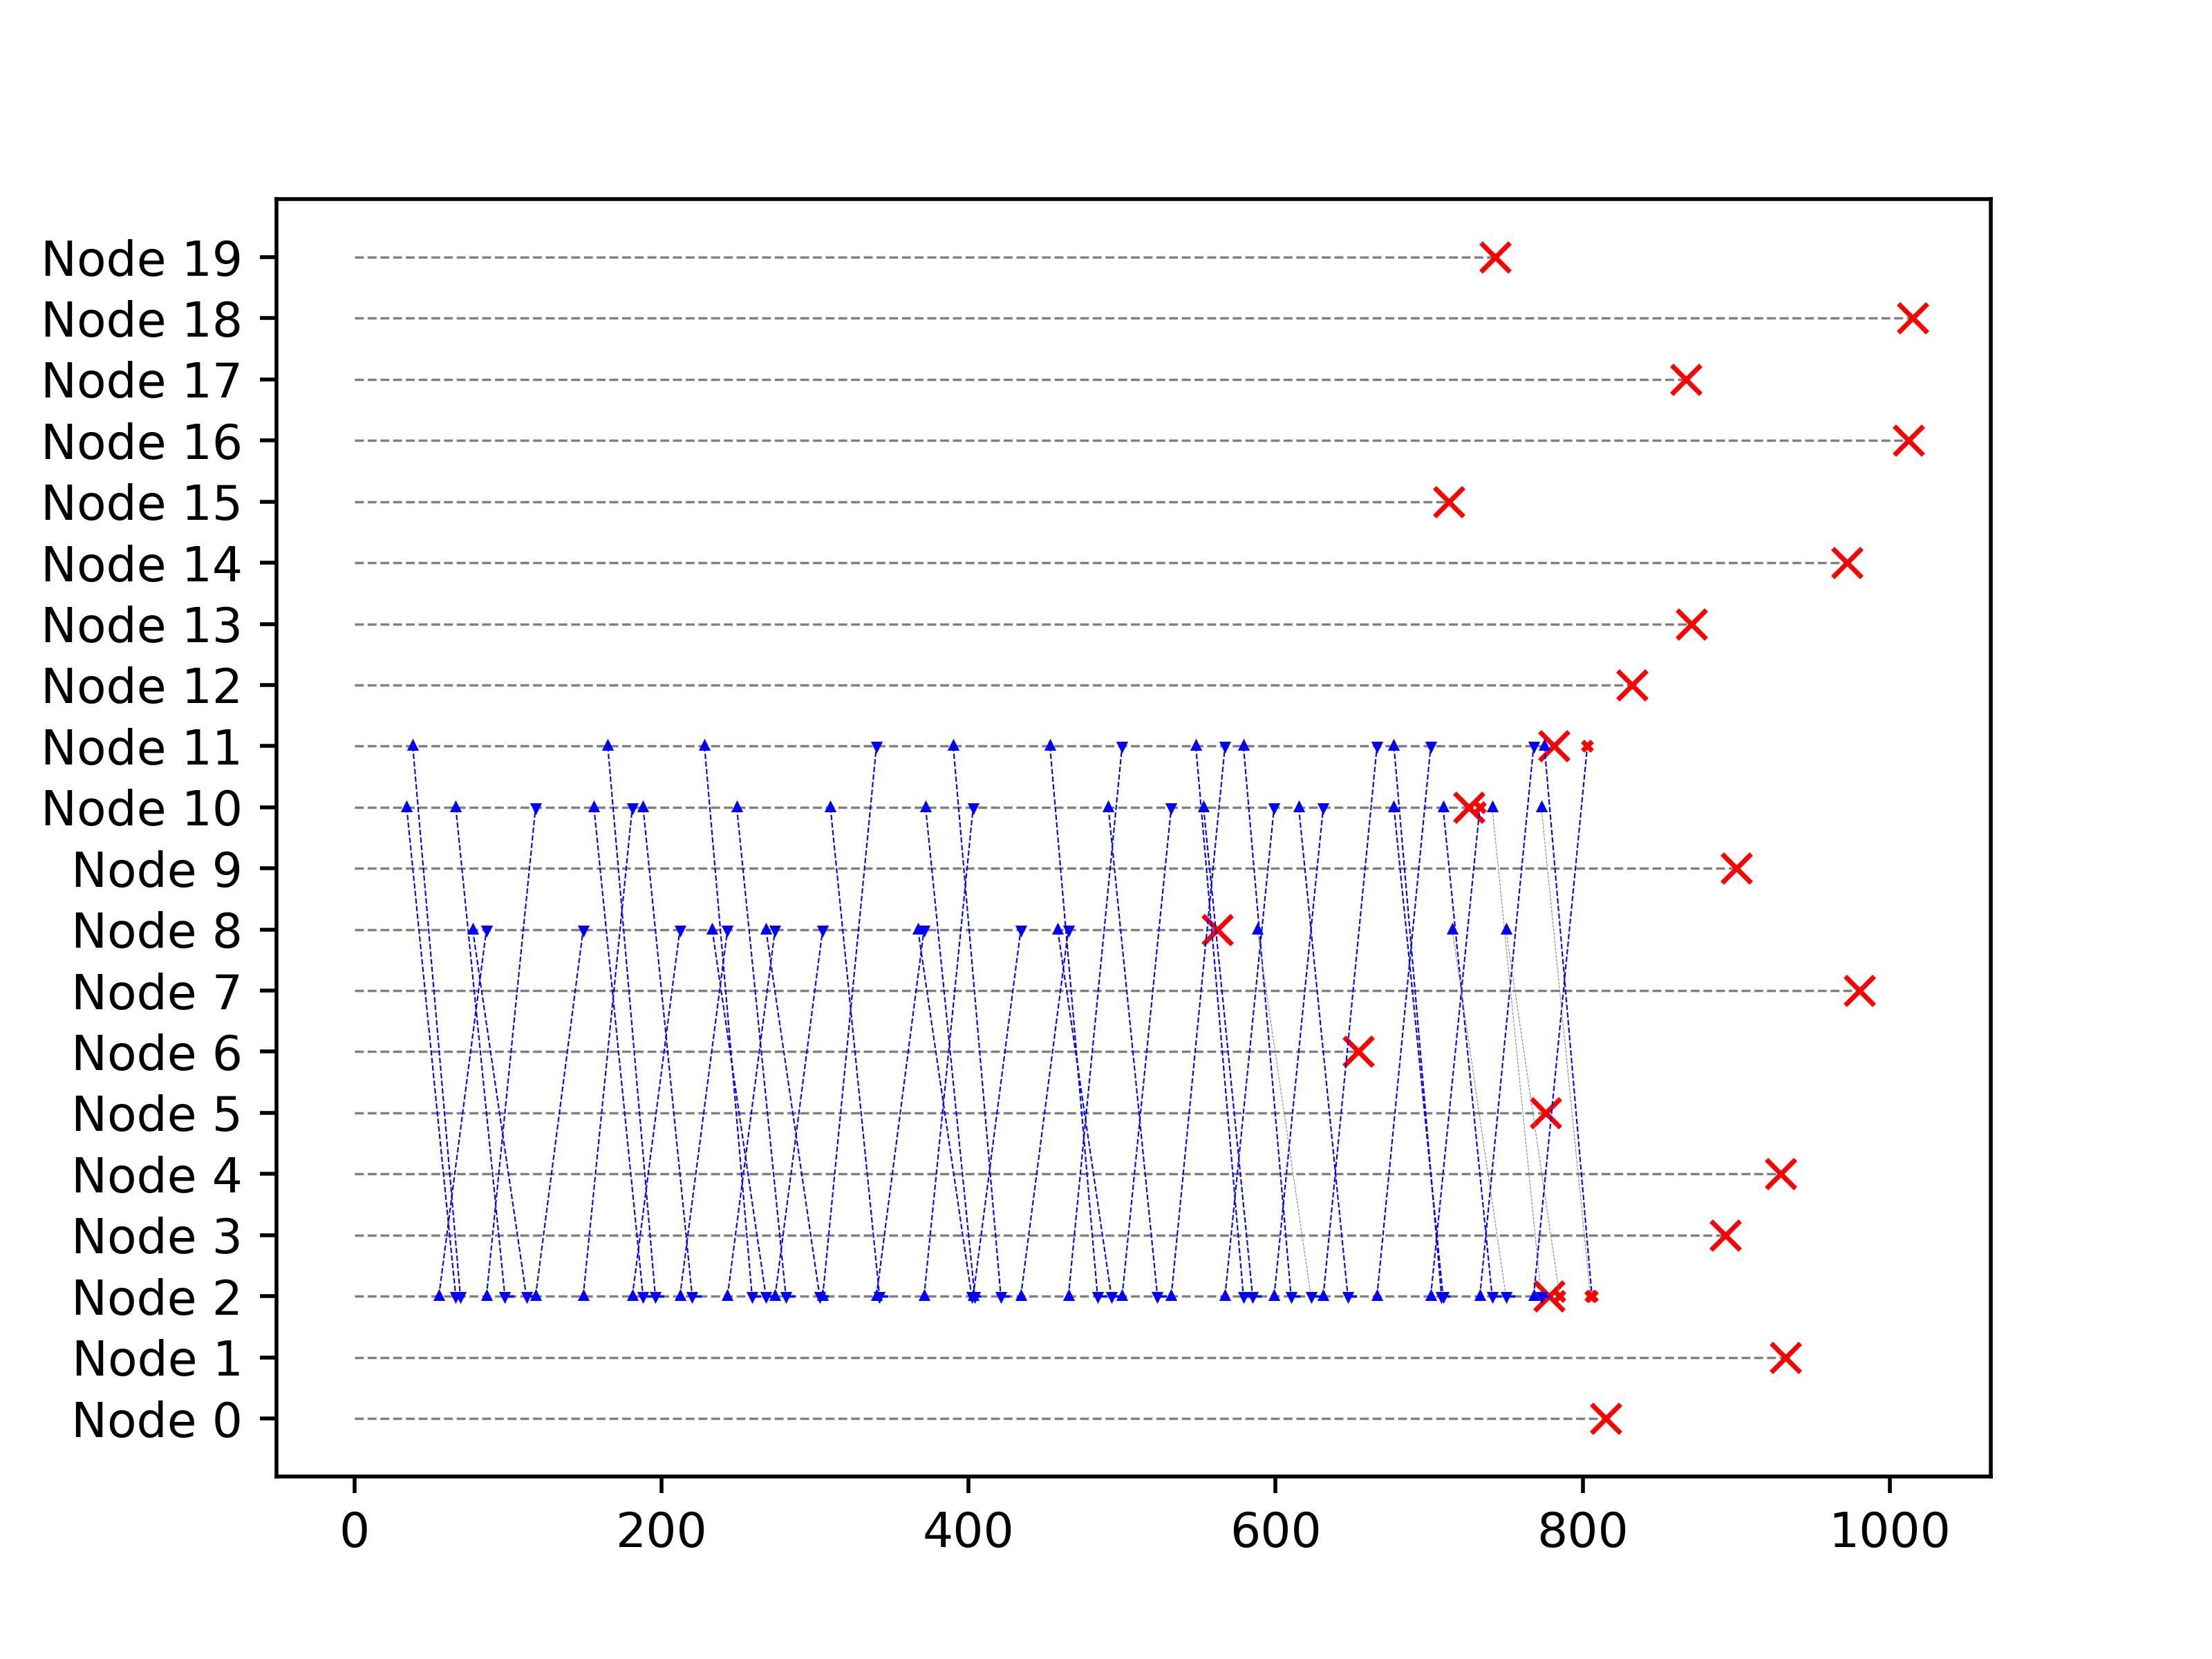 Node 19
Node 18
Node 17
Node 16
Node 15
Node 14
Node 13
Node 12
Node 11
Node 10
Node 9
Node 8
Node 7
Node 6
Node 5
Node 4
Node 3
Node 2
Node 1
Node 0
0 200 400 600 800 1000